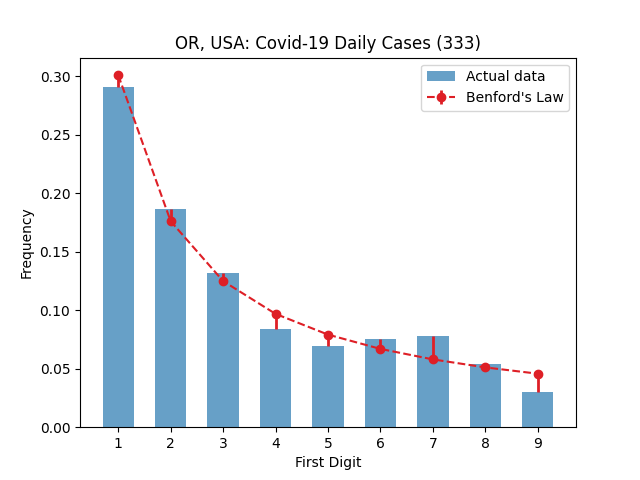 OR, USA: Covid-19 Daily Cases (333)
Actual data
Benford's Law
Frequency
0.30
0.25
0.20
0.15
0.10
0.05
0.00
1 2 3 4 5 6 7 8 9
First Digit